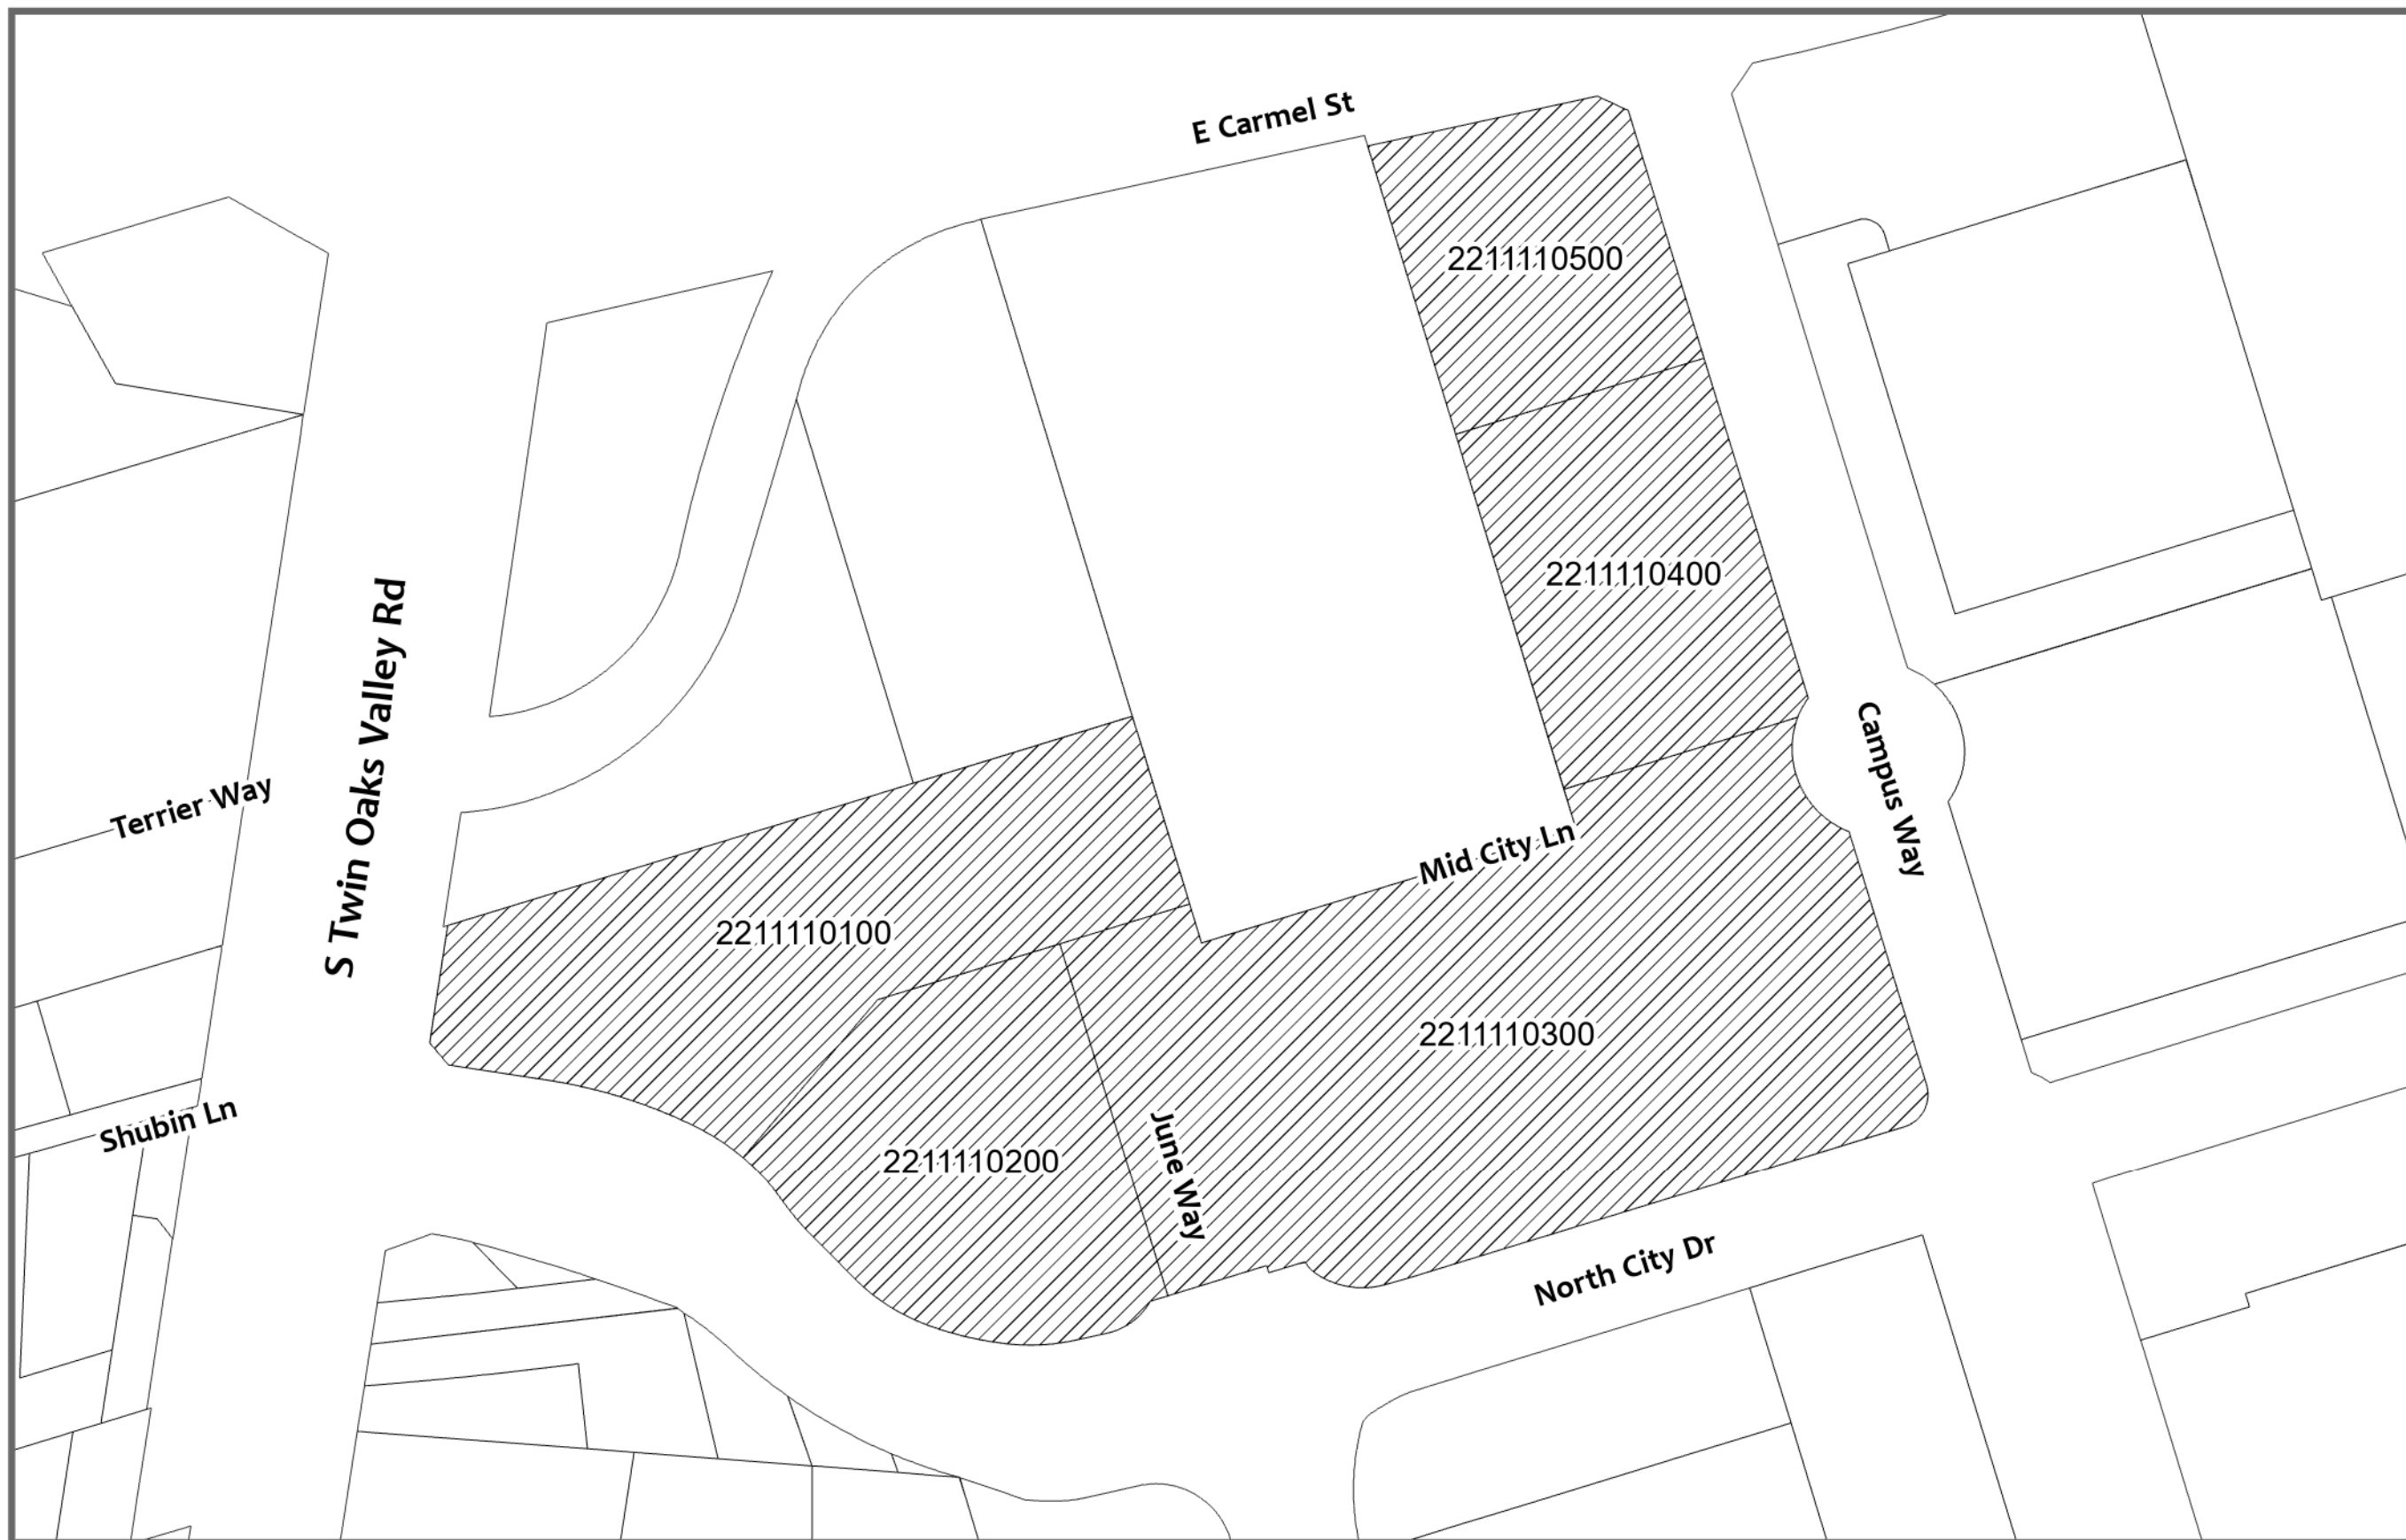 E Carmel St
2211110500
2211110400
S Twin Oaks Valley Rd
Campus Way
Terrier Way
Mid City Ln
2211110100
2211110300
Shubin Ln
2211110200
June Way
North City Dr